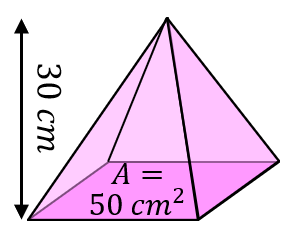 30 cm
A =
50 cm²